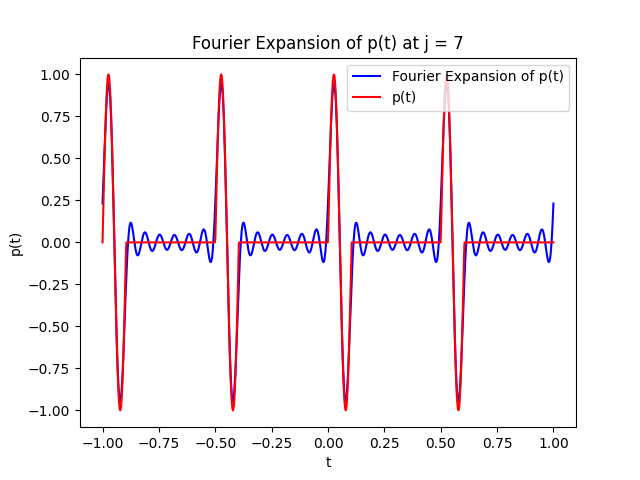 Fourier Expansion of p(t) at j = 7
Fourier Expansion of p(t)
p(t)
p(t)
1.00
0.75
0.50
0.25
0.00
−0.25
−0.50
−0.75
−1.00
−1.00 −0.75 −0.50 −0.25 0.00 0.25 0.50 0.75 1.00
t